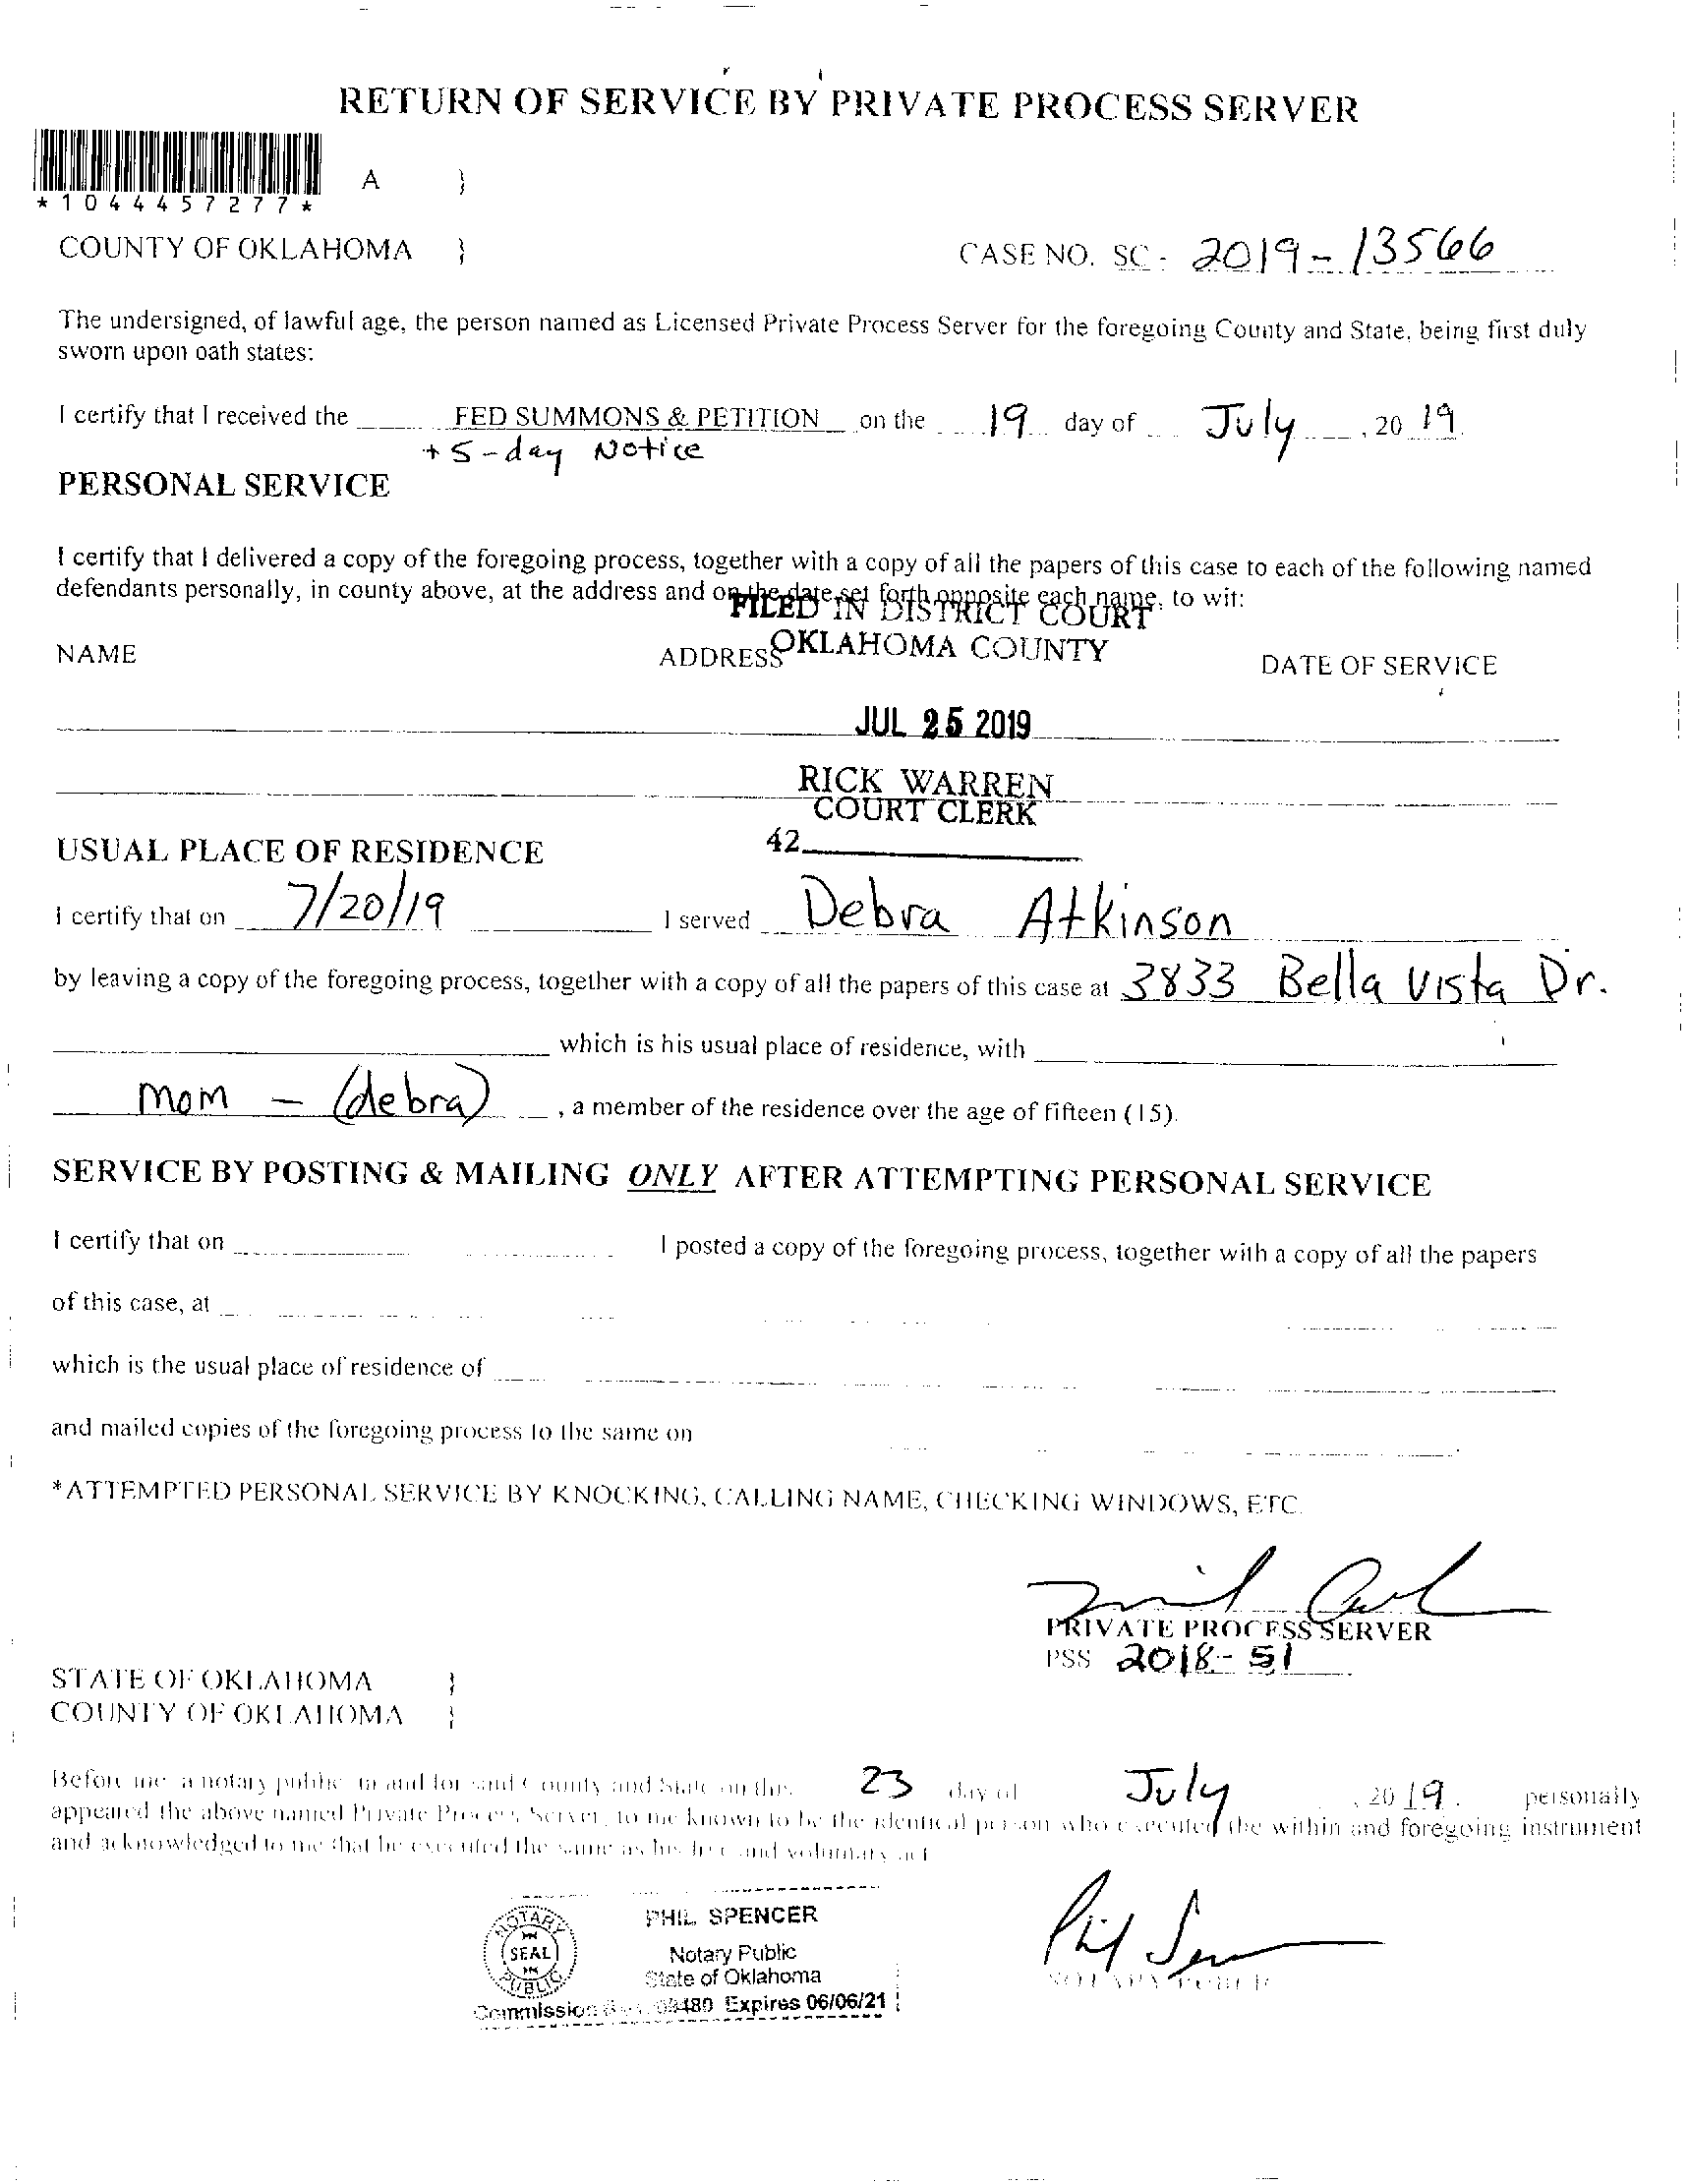 RETURN OF SERVICE BY PRIVATE PROCESS SERVER
A }
*1044457277*
COUNTY OF OKLAHOMA } CASE NO. SC- 2019-13566
The undersigned, of lawful age, the person named as Licensed Private Process Server for the foregoing County and State, being first duly
sworn upon oath states:
I certify that I received the FED SUMMONS & PETITION on the 19 day of July, 20 19.
+ 5-day Notice
PERSONAL SERVICE
I certify that I delivered a copy of the foregoing process, together with a copy of all the papers of this case to each of the following named
defendants personally, in county above, at the address and on the date set forth opposite each name, to wit:
FILED IN DISTRICT COURT
OKLAHOMA COUNTY
NAME ADDRESS DATE OF SERVICE
JUL 25 2019
RICK WARREN
COURT CLERK
42
USUAL PLACE OF RESIDENCE
I certify that on 7/20/19 I served Debra Atkinson
by leaving a copy of the foregoing process, together with a copy of all the papers of this case at 3833 Bella Vista Dr.
which is his usual place of residence, with
mom - (debra), a member of the residence over the age of fifteen (15).
SERVICE BY POSTING & MAILING ONLY AFTER ATTEMPTING PERSONAL SERVICE
I certify that on I posted a copy of the foregoing process, together with a copy of all the papers
of this case, at
which is the usual place of residence of
and mailed copies of the foregoing process to the same on
*ATTEMPTED PERSONAL SERVICE BY KNOCKING, CALLING NAME, CHECKING WINDOWS, ETC.
PRIVATE PROCESS SERVER
PSS 2018-51
STATE OF OKLAHOMA }
COUNTY OF OKLAHOMA }
Before me a notary public in and for said County and State on this 23 day of July, 20 19. personally
appeared the above named Private Process Server, to me known to be the identical person who executed the within and foregoing instrument
and acknowledged to me that he executed the same as his free and voluntary act
NOTARY PUBLIC SEAL
PHIL SPENCER
Notary Public
State of Oklahoma
Commission Expires 06/06/21
NOTARY PUBLIC